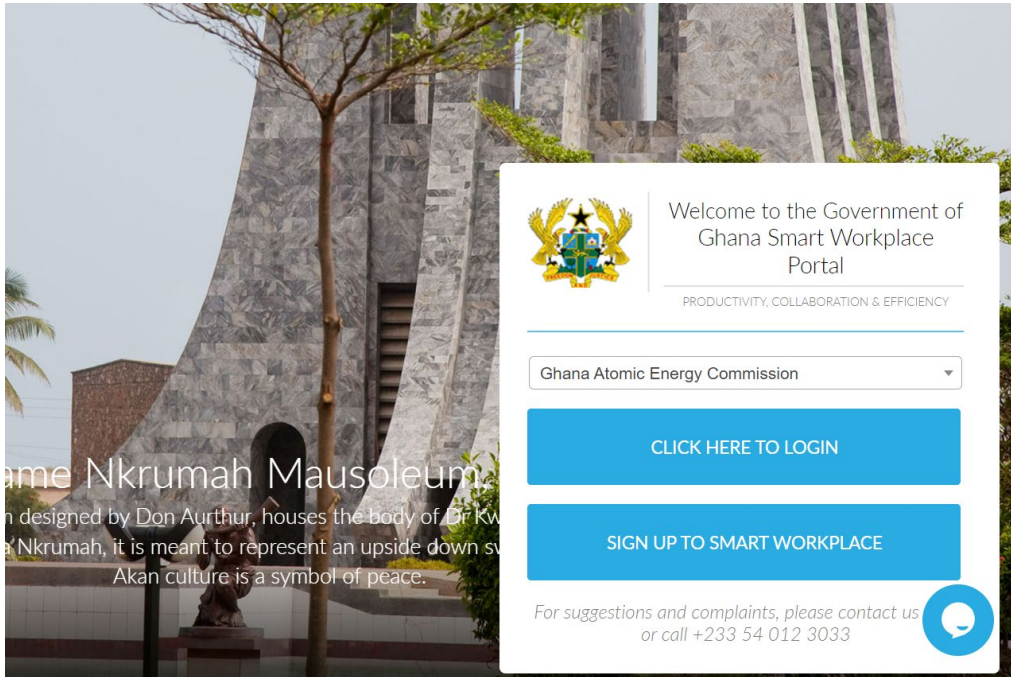 Welcome to the Government of
Ghana Smart Workplace
Portal
PRODUCTIVITY, COLLABORATION & EFFICIENCY
Ghana Atomic Energy Commission
CLICK HERE TO LOGIN
SIGN UP TO SMART WORKPLACE
For suggestions and complaints, please contact us
or call +233 54 012 3033
ame Nkrumah Mausoleum.
n designed by Don Aurthur, houses the body of Dr Kw
a Nkrumah, it is meant to represent an upside down sw
Akan culture is a symbol of peace.